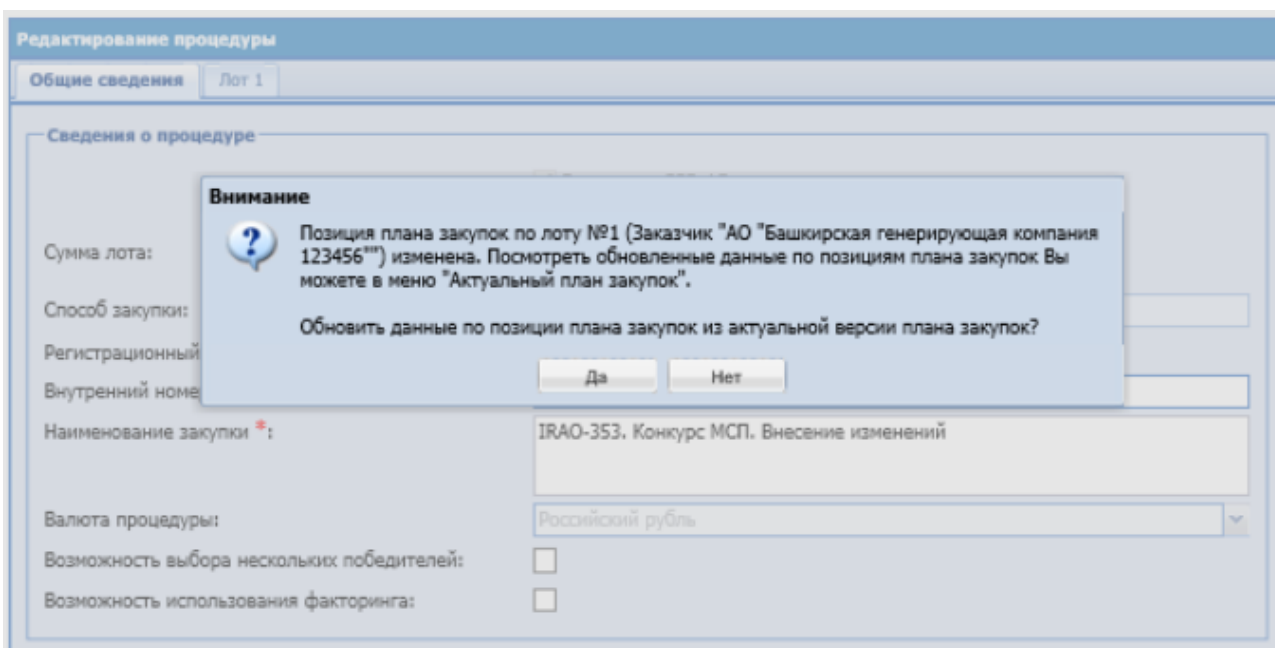 Редактирование процедуры
Общие сведения
Лот 1
Сведения о процедуре
Внимание
Позиция плана закупок по лоту №1 (Заказчик "АО "Башкирская генерирующая компания
123456"") изменена. Посмотреть обновленные данные по позициям плана закупок Вы
можете в меню "Актуальный план закупок".
Обновить данные по позиции плана закупок из актуальной версии плана закупок?
Да
Нет
Сумма лота:
Способ закупки:
Регистрационный
Внутренний номе
Наименование закупки *:
IRAO-353. Конкурс МСП. Внесение изменений
Валюта процедуры:
Российский рубль
Возможность выбора нескольких победителей:
Возможность использования факторинга: